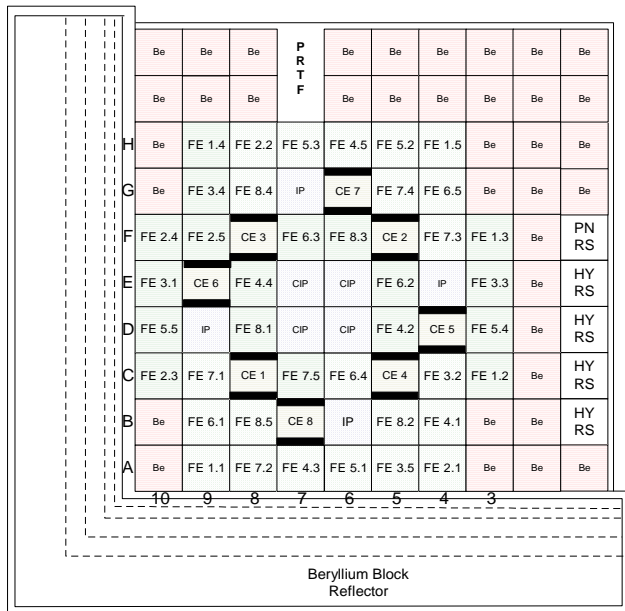 Be Be Be P R T F Be Be Be Be Be Be
Be Be Be Be Be Be Be Be Be
H Be FE 1.4 FE 2.2 FE 5.3 FE 4.5 FE 5.2 FE 1.5 Be Be Be
G Be FE 3.4 FE 8.4 IP CE 7 FE 7.4 FE 6.5 Be Be Be
F FE 2.4 FE 2.5 CE 3 FE 6.3 FE 8.3 CE 2 FE 7.3 FE 1.3 Be PN RS
E FE 3.1 CE 6 FE 4.4 CIP CIP FE 6.2 IP FE 3.3 Be HY RS
D FE 5.5 IP FE 8.1 CIP CIP FE 4.2 CE 5 FE 5.4 Be HY RS
C FE 2.3 FE 7.1 CE 1 FE 7.5 FE 6.4 CE 4 FE 3.2 FE 1.2 Be HY RS
B Be FE 6.1 FE 8.5 CE 8 IP FE 8.2 FE 4.1 Be Be HY RS
A Be FE 1.1 FE 7.2 FE 4.3 FE 5.1 FE 3.5 FE 2.1 Be Be Be
10 9 8 7 6 5 4 3
Beryllium Block
Reflector